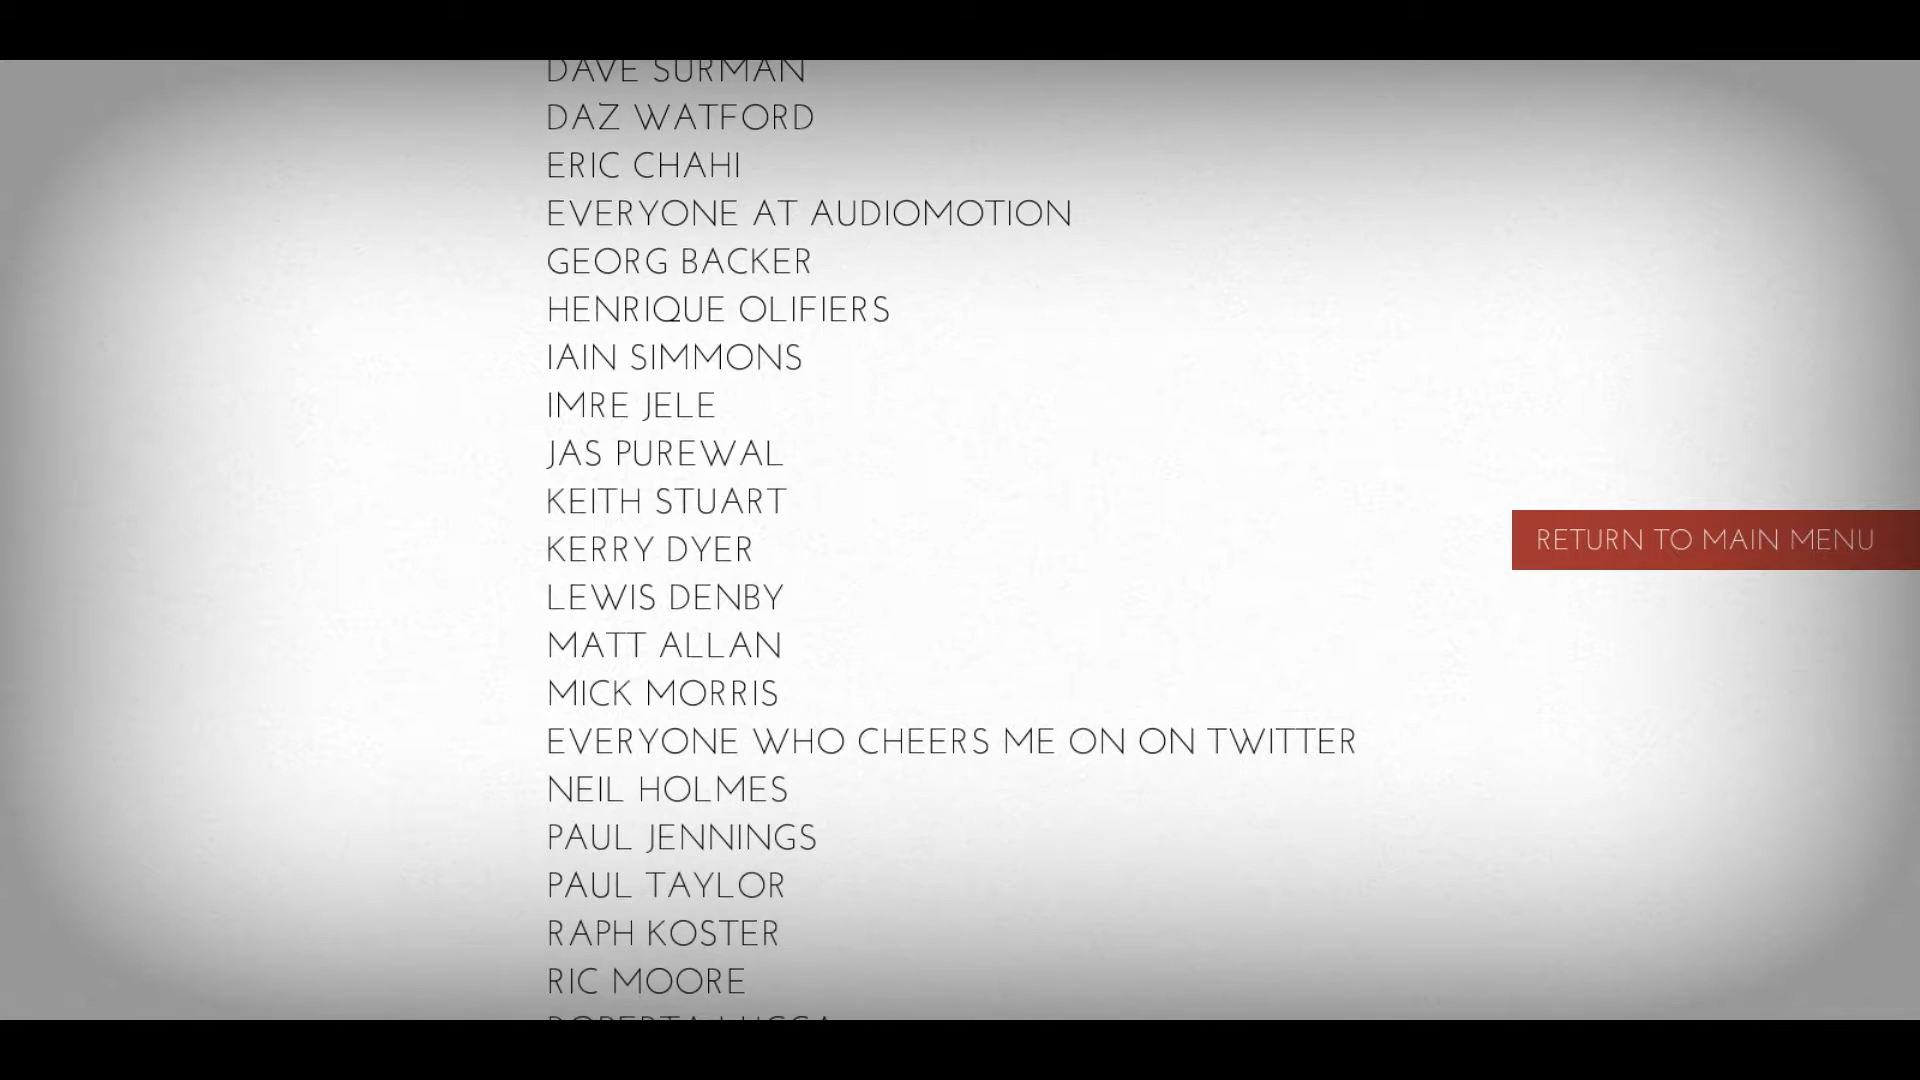 DAVE SURMAN
DAZ WATFORD
ERIC CHAHI
EVERYONE AT AUDIOMOTION
GEORG BACKER
HENRIQUE OLIFIERS
IAIN SIMMONS
IMRE JELE
JAS PUREWAL
KEITH STUART
KERRY DYER
LEWIS DENBY
MATT ALLAN
MICK MORRIS
EVERYONE WHO CHEERS ME ON ON TWITTER
NEIL HOLMES
PAUL JENNINGS
PAUL TAYLOR
RAPH KOSTER
RIC MOORE
RETURN TO MAIN MENU